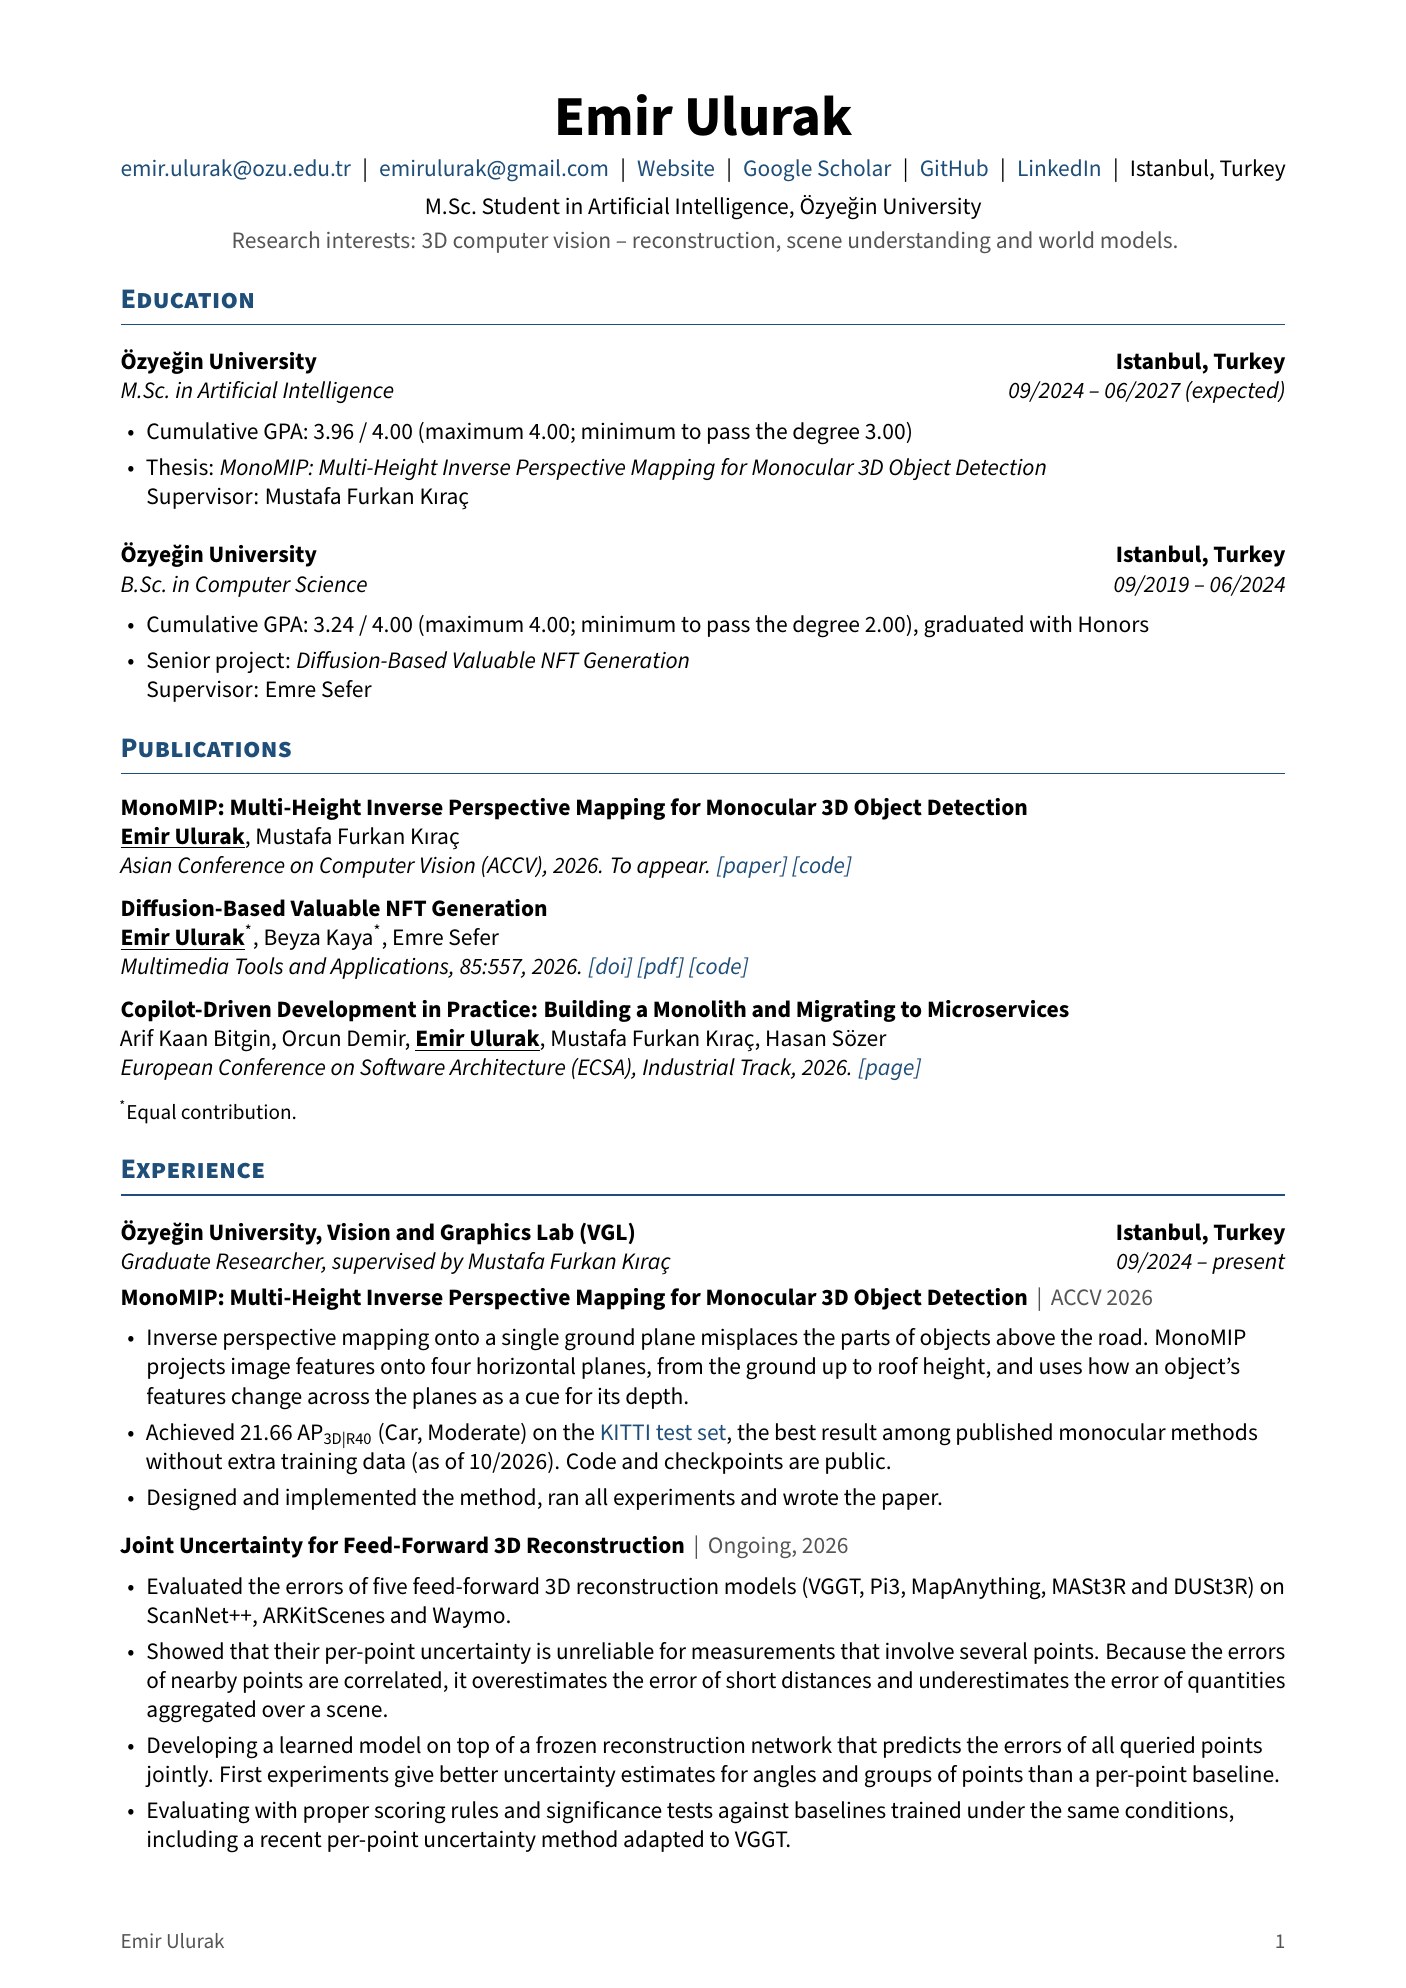 Emir Ulurak
emir.ulurak@ozu.edu.tr | emirulurak@gmail.com | Website | Google Scholar | GitHub | LinkedIn | Istanbul, Turkey
M.Sc. Student in Artificial Intelligence, Özyeğin University
Research interests: 3D computer vision – reconstruction, scene understanding and world models.
EDUCATION
Özyeğin University Istanbul, Turkey
M.Sc. in Artificial Intelligence 09/2024 – 06/2027 (expected)
• Cumulative GPA: 3.96 / 4.00 (maximum 4.00; minimum to pass the degree 3.00)
• Thesis: MonoMIP: Multi-Height Inverse Perspective Mapping for Monocular 3D Object Detection
Supervisor: Mustafa Furkan Kıraç
Özyeğin University Istanbul, Turkey
B.Sc. in Computer Science 09/2019 – 06/2024
• Cumulative GPA: 3.24 / 4.00 (maximum 4.00; minimum to pass the degree 2.00), graduated with Honors
• Senior project: Diffusion-Based Valuable NFT Generation
Supervisor: Emre Sefer
PUBLICATIONS
MonoMIP: Multi-Height Inverse Perspective Mapping for Monocular 3D Object Detection
Emir Ulurak, Mustafa Furkan Kıraç
Asian Conference on Computer Vision (ACCV), 2026. To appear. [paper] [code]
Diffusion-Based Valuable NFT Generation
Emir Ulurak*, Beyza Kaya*, Emre Sefer
Multimedia Tools and Applications, 85:557, 2026. [doi] [pdf] [code]
Copilot-Driven Development in Practice: Building a Monolith and Migrating to Microservices
Arif Kaan Bitgin, Orcun Demir, Emir Ulurak, Mustafa Furkan Kıraç, Hasan Sözer
European Conference on Software Architecture (ECSA), Industrial Track, 2026. [page]
*Equal contribution.
EXPERIENCE
Özyeğin University, Vision and Graphics Lab (VGL) Istanbul, Turkey
Graduate Researcher, supervised by Mustafa Furkan Kıraç 09/2024 – present
MonoMIP: Multi-Height Inverse Perspective Mapping for Monocular 3D Object Detection | ACCV 2026
• Inverse perspective mapping onto a single ground plane misplaces the parts of objects above the road. MonoMIP
projects image features onto four horizontal planes, from the ground up to roof height, and uses how an object’s
features change across the planes as a cue for its depth.
• Achieved 21.66 AP3D|R40 (Car, Moderate) on the KITTI test set, the best result among published monocular methods
without extra training data (as of 10/2026). Code and checkpoints are public.
• Designed and implemented the method, ran all experiments and wrote the paper.
Joint Uncertainty for Feed-Forward 3D Reconstruction | Ongoing, 2026
• Evaluated the errors of five feed-forward 3D reconstruction models (VGGT, Pi3, MapAnything, MASt3R and DUSt3R) on
ScanNet++, ARKitScenes and Waymo.
• Showed that their per-point uncertainty is unreliable for measurements that involve several points. Because the errors
of nearby points are correlated, it overestimates the error of short distances and underestimates the error of quantities
aggregated over a scene.
• Developing a learned model on top of a frozen reconstruction network that predicts the errors of all queried points
jointly. First experiments give better uncertainty estimates for angles and groups of points than a per-point baseline.
• Evaluating with proper scoring rules and significance tests against baselines trained under the same conditions,
including a recent per-point uncertainty method adapted to VGGT.
Emir Ulurak 1